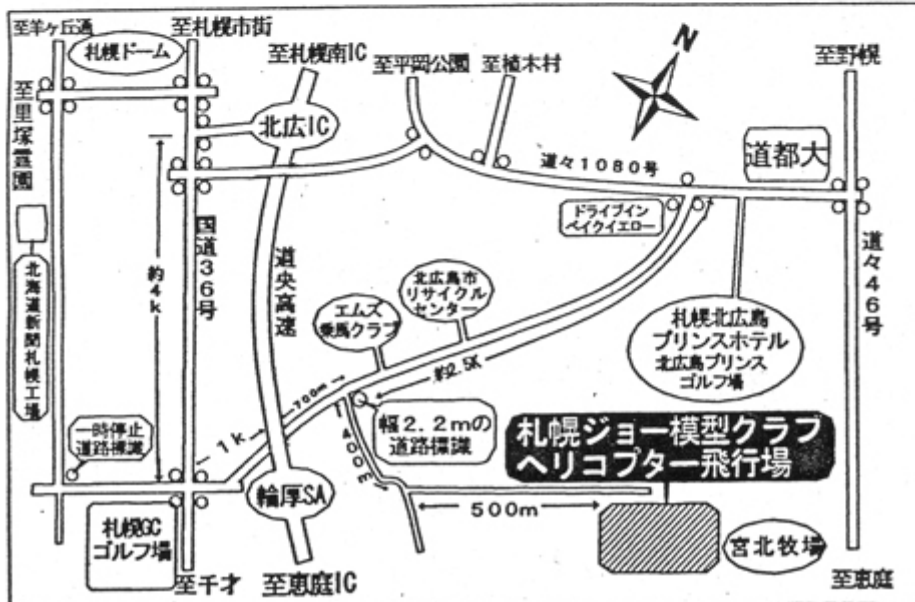 至羊ヶ丘通
至札幌市街
札幌ドーム
至札幌南IC
至平岡公園
至植木村
N
至野幌
至里塚霊園
北広IC
道々1080号
道都大
ドライブイン
ベイクイエロー
国道36号
約4k
道央高速
道々46号
北海道新聞札幌工場
エムズ
乗馬クラブ
北広島市
リサイクル
センター
札幌北広島
プリンスホテル
北広島プリンス
ゴルフ場
約2.5K
700m
1k
一時停止
道路標識
幅2.2mの
道路標識
400m
札幌ジョー模型クラブ
ヘリコプター飛行場
輪厚SA
500m
札幌GC
ゴルフ場
宮北牧場
至千才
至恵庭IC
至恵庭